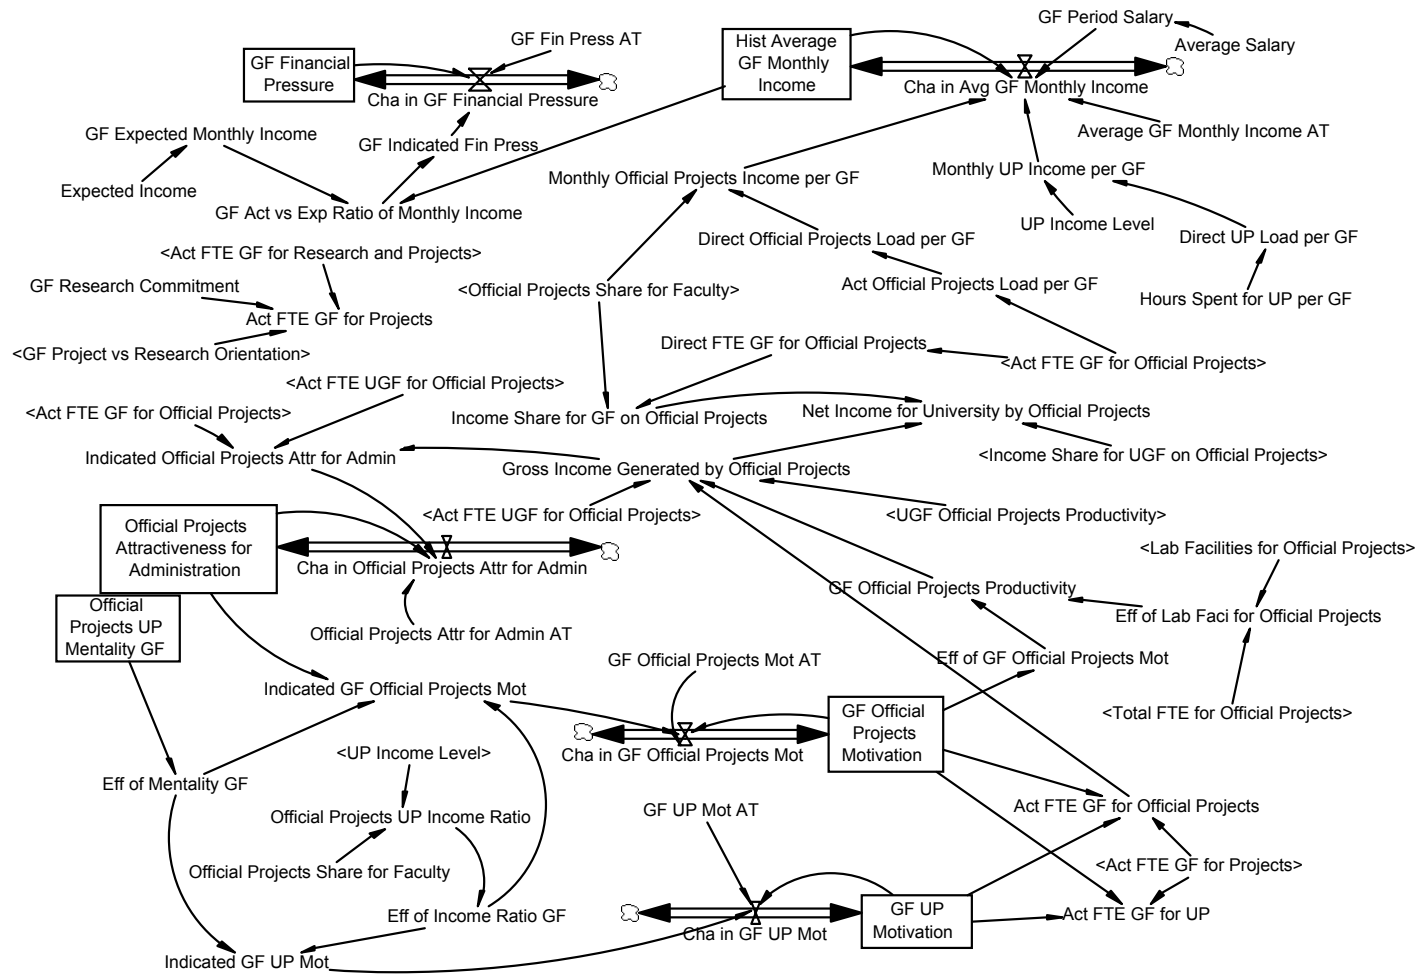 GF Period Salary
Average Salary
GF Fin Press AT
Hist Average
GF Monthly
Income
GF Financial
Pressure
Cha in GF Financial Pressure
Cha in Avg GF Monthly Income
GF Expected Monthly Income
GF Indicated Fin Press
Average GF Monthly Income AT
Expected Income
Monthly Official Projects Income per GF
Monthly UP Income per GF
GF Act vs Exp Ratio of Monthly Income
UP Income Level
Direct Official Projects Load per GF
Direct UP Load per GF
<Act FTE GF for Research and Projects>
GF Research Commitment
<Official Projects Share for Faculty>
Act Official Projects Load per GF
Hours Spent for UP per GF
Act FTE GF for Projects
<GF Project vs Research Orientation>
Direct FTE GF for Official Projects
<Act FTE GF for Official Projects>
<Act FTE UGF for Official Projects>
<Act FTE GF for Official Projects>
Income Share for GF on Official Projects
Net Income for University by Official Projects
Indicated Official Projects Attr for Admin
Gross Income Generated by Official Projects
<Income Share for UGF on Official Projects>
<Act FTE UGF for Official Projects>
<UGF Official Projects Productivity>
Official Projects
Attractiveness for
Administration
Cha in Official Projects Attr for Admin
<Lab Facilities for Official Projects>
GF Official Projects Productivity
Eff of Lab Faci for Official Projects
Official
Projects UP
Mentality GF
Official Projects Attr for Admin AT
GF Official Projects Mot AT
Eff of GF Official Projects Mot
Indicated GF Official Projects Mot
<Total FTE for Official Projects>
GF Official
Projects
Motivation
<UP Income Level>
Cha in GF Official Projects Mot
Eff of Mentality GF
Act FTE GF for Official Projects
Official Projects UP Income Ratio
GF UP Mot AT
Official Projects Share for Faculty
<Act FTE GF for Projects>
Eff of Income Ratio GF
GF UP
Motivation
Act FTE GF for UP
Cha in GF UP Mot
Indicated GF UP Mot